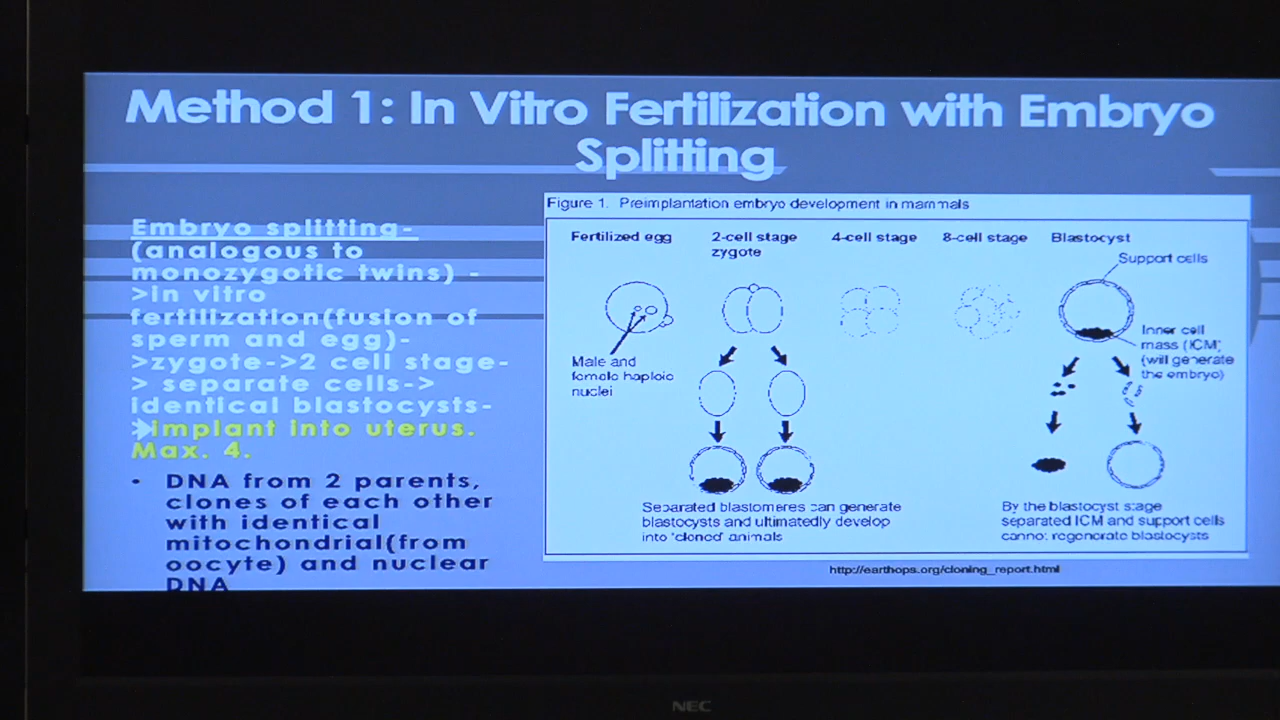 Method 1: In Vitro Fertilization with Embryo
Splitting
Embryo splitting-
(analogous to
monozygotic twins) -
>in vitro
fertilization(fusion of
sperm and egg)-
>zygote->2 cell stage-
> separate cells->
identical blastocysts-
>implant into uterus.
Max. 4.
• DNA from 2 parents,
clones of each other
with identical
mitochondrial(from
oocyte) and nuclear
DNA
Figure 1. Preimplantation embryo development in mammals
Fertilized egg
2-cell stage
zygote
4-cell stage
8-cell stage
Blastocyst
Support cells
Male and
female haploid
nuclei
Inner cell
mass (ICM)
(will generate
the embryo)
Separated blastomeres can generate
blastocysts and ultimatedly develop
into 'cloned' animals
By the blastocyst stage
separated ICM and support cells
cannot regenerate blastocysts
http://earthops.org/cloning_report.html
NEC